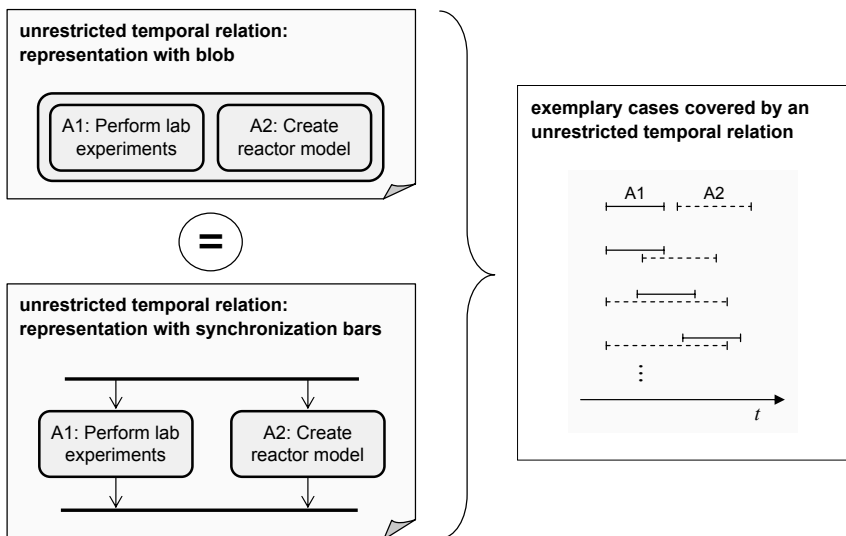 unrestricted temporal relation:
representation with blob
A1: Perform lab
experiments
A2: Create
reactor model
=
unrestricted temporal relation:
representation with synchronization bars
A1: Perform lab
experiments
A2: Create
reactor model
exemplary cases covered by an
unrestricted temporal relation
A1 A2
⋮
t